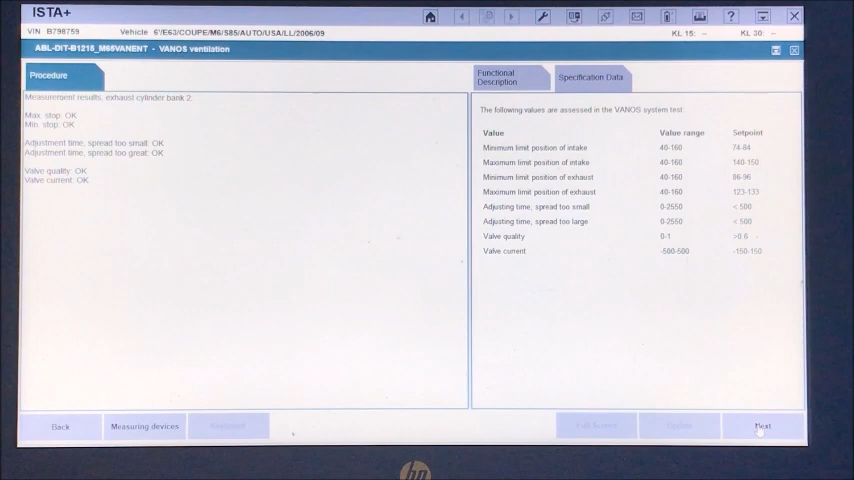 ISTA+
VIN B798759 Vehicle 6'/E63/COUPE/M6/S85/AUTO/USA/LL/2006/09 KL 15: -- KL 30: --
ABL-DIT-B1215_M65VANENT - VANOS ventilation
Procedure
Measurement results, exhaust cylinder bank 2:
Max. stop: OK
Min. stop: OK
Adjustment time, spread too small: OK
Adjustment time, spread too great: OK
Valve quality: OK
Valve current: OK
Functional Description
Specification Data
The following values are assessed in the VANOS system test:
Value Value range Setpoint
Minimum limit position of intake 40-160 74-84
Maximum limit position of intake 40-160 140-150
Minimum limit position of exhaust 40-160 86-96
Maximum limit position of exhaust 40-160 123-133
Adjusting time, spread too small 0-2550 < 500
Adjusting time, spread too large 0-2550 < 500
Valve quality 0-1 >0.6
Valve current -500-500 -150-150
Back Measuring devices Keyboard Full Screen Update Next
hp